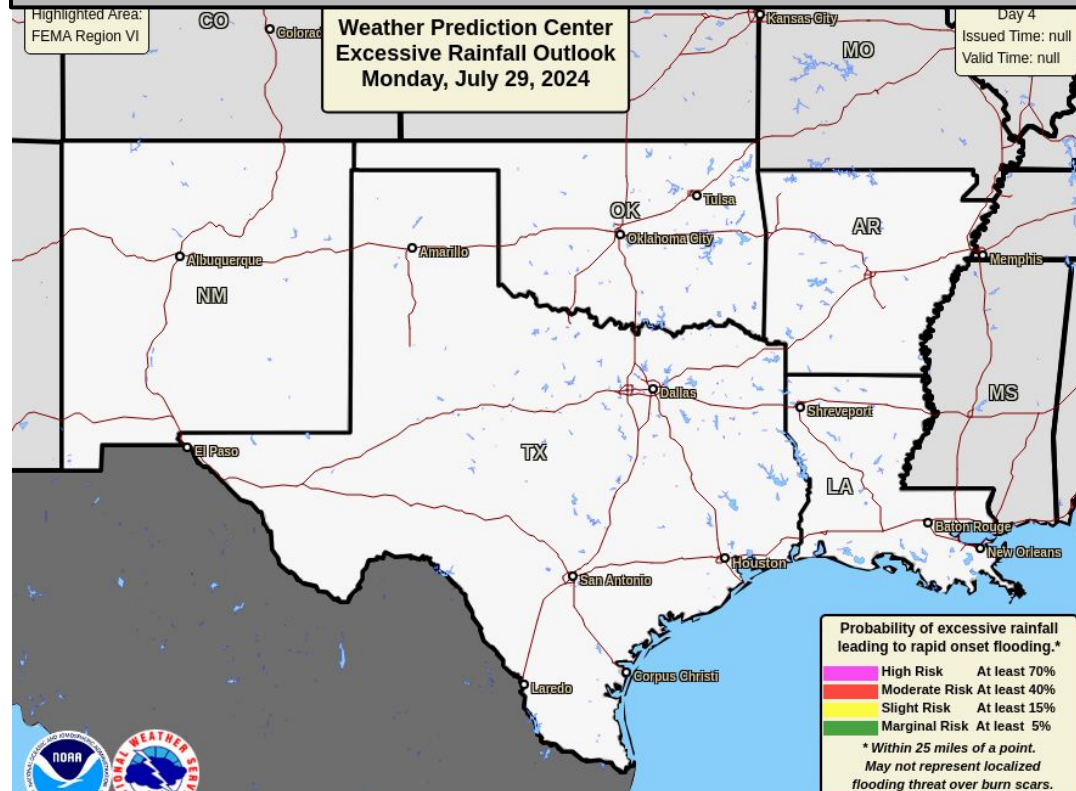 Highlighted Area:
FEMA Region VI
Weather Prediction Center
Excessive Rainfall Outlook
Monday, July 29, 2024
Day 4
Issued Time: null
Valid Time: null
CO
Kansas City
MO
OK
Tulsa
Oklahoma City
AR
Memphis
Amarillo
Albuquerque
NM
Dallas
Shreveport
MS
El Paso
TX
LA
Baton Rouge
New Orleans
Houston
San Antonio
Laredo
Corpus Christi
Probability of excessive rainfall
leading to rapid onset flooding.*
High Risk At least 70%
Moderate Risk At least 40%
Slight Risk At least 15%
Marginal Risk At least 5%
* Within 25 miles of a point.
May not represent localized
flooding threat over burn scars.
NOAA